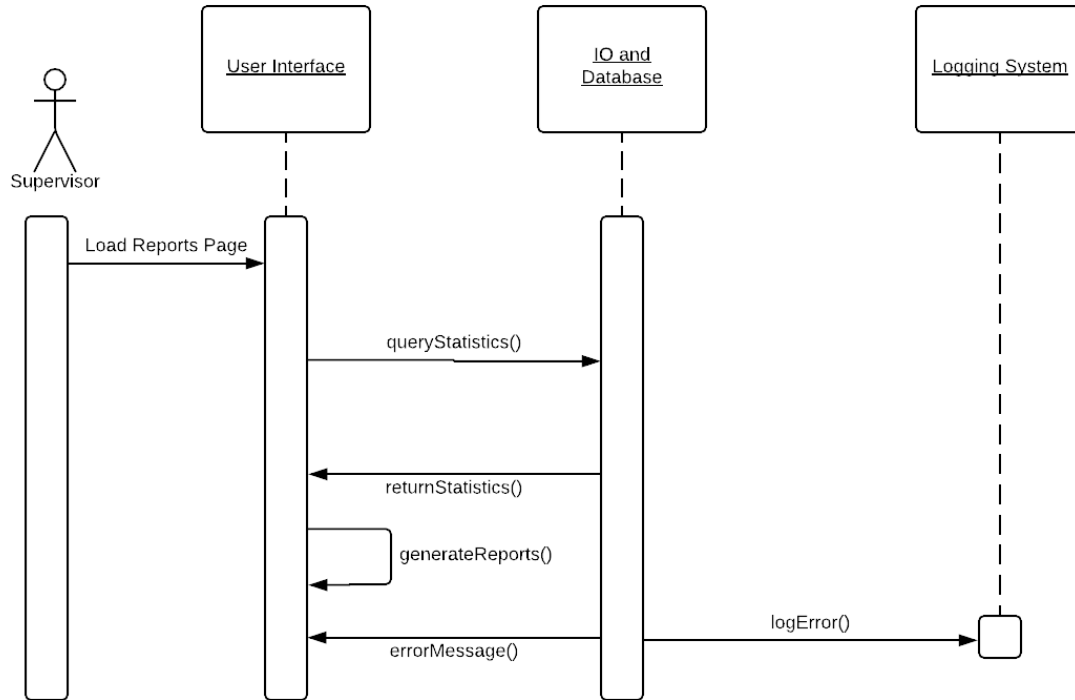 User Interface
IO and
Database
Logging System
Supervisor
Load Reports Page
queryStatistics()
returnStatistics()
generateReports()
logError()
errorMessage()